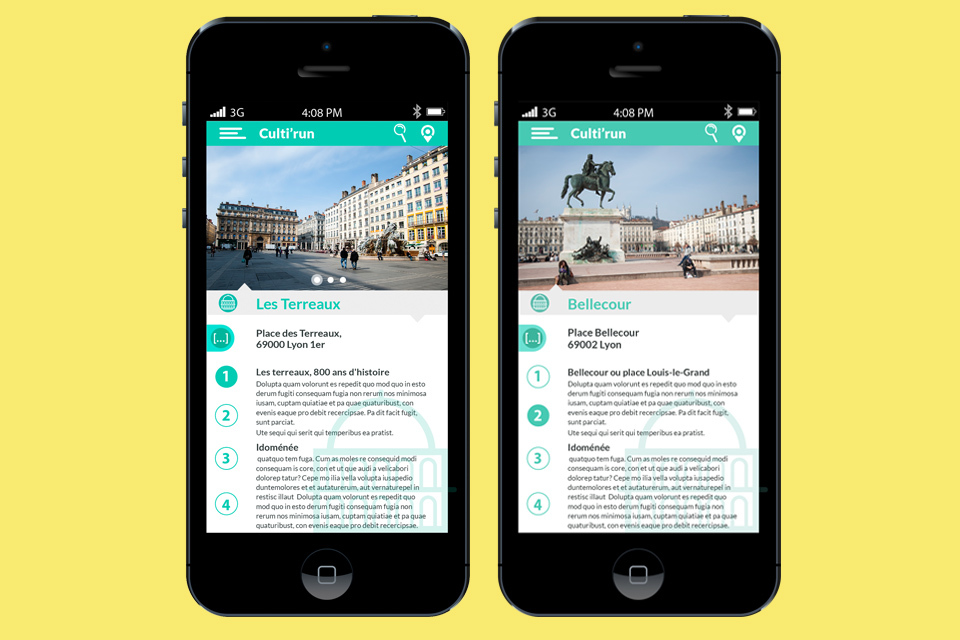 3G 4:08 PM
Culti'run
Les Terreaux
Place des Terreaux,
69000 Lyon 1er
[...]
1
2
3
4
Les terreaux, 800 ans d'histoire
Dolupta quam volorunt es repedit quo mod quo in esto
derum fugiti consequam fugia non rerum nos minimosa
iusam, cuptam quiatiae et pa quae quaturibust, con
evenis eaque pro debit recercipsae. Pa dit facit fugit,
sunt parciat.
Ute sequi qui serit qui temporibus ea pratist.
Idoménée
quatquo tem fuga. Cum as moles re consequid modi
consequam is core, con et ut que audi a velicabori
dolorep tatur? Cepe mo ilia vella volupta iusdaepe
duntemolores et et autaturerum, aut vernaturepel in
restisc illaut Dolupta quam volorunt es repedit quo
mod quo in esto derum fugiti consequam fugia non
rerum nos minimosa iusam, cuptam quiatiae et pa quae
quaturibust, con evenis eaque pro debit recercipsae.
3G 4:08 PM
Culti'run
Bellecour
Place Bellecour
69002 Lyon
[...]
1
2
3
4
Bellecour ou place Louis-le-Grand
Dolupta quam volorunt es repedit quo mod quo in esto
derum fugiti consequam fugia non rerum nos minimosa
iusam, cuptam quiatiae et pa quae quaturibust, con
evenis eaque pro debit recercipsae. Pa dit facit fugit,
sunt parciat.
Ute sequi qui serit qui temporibus ea pratist.
Idoménée
quatquo tem fuga. Cum as moles re consequid modi
consequam is core, con et ut que audi a velicabori
dolorep tatur? Cepe mo ilia vella volupta iusdaepe
duntemolores et et autaturerum, aut vernaturepel in
restisc illaut Dolupta quam volorunt es repedit quo
mod quo in esto derum fugiti consequam fugia non
rerum nos minimosa iusam, cuptam quiatiae et pa quae
quaturibust, con evenis eaque pro debit recercipsae.